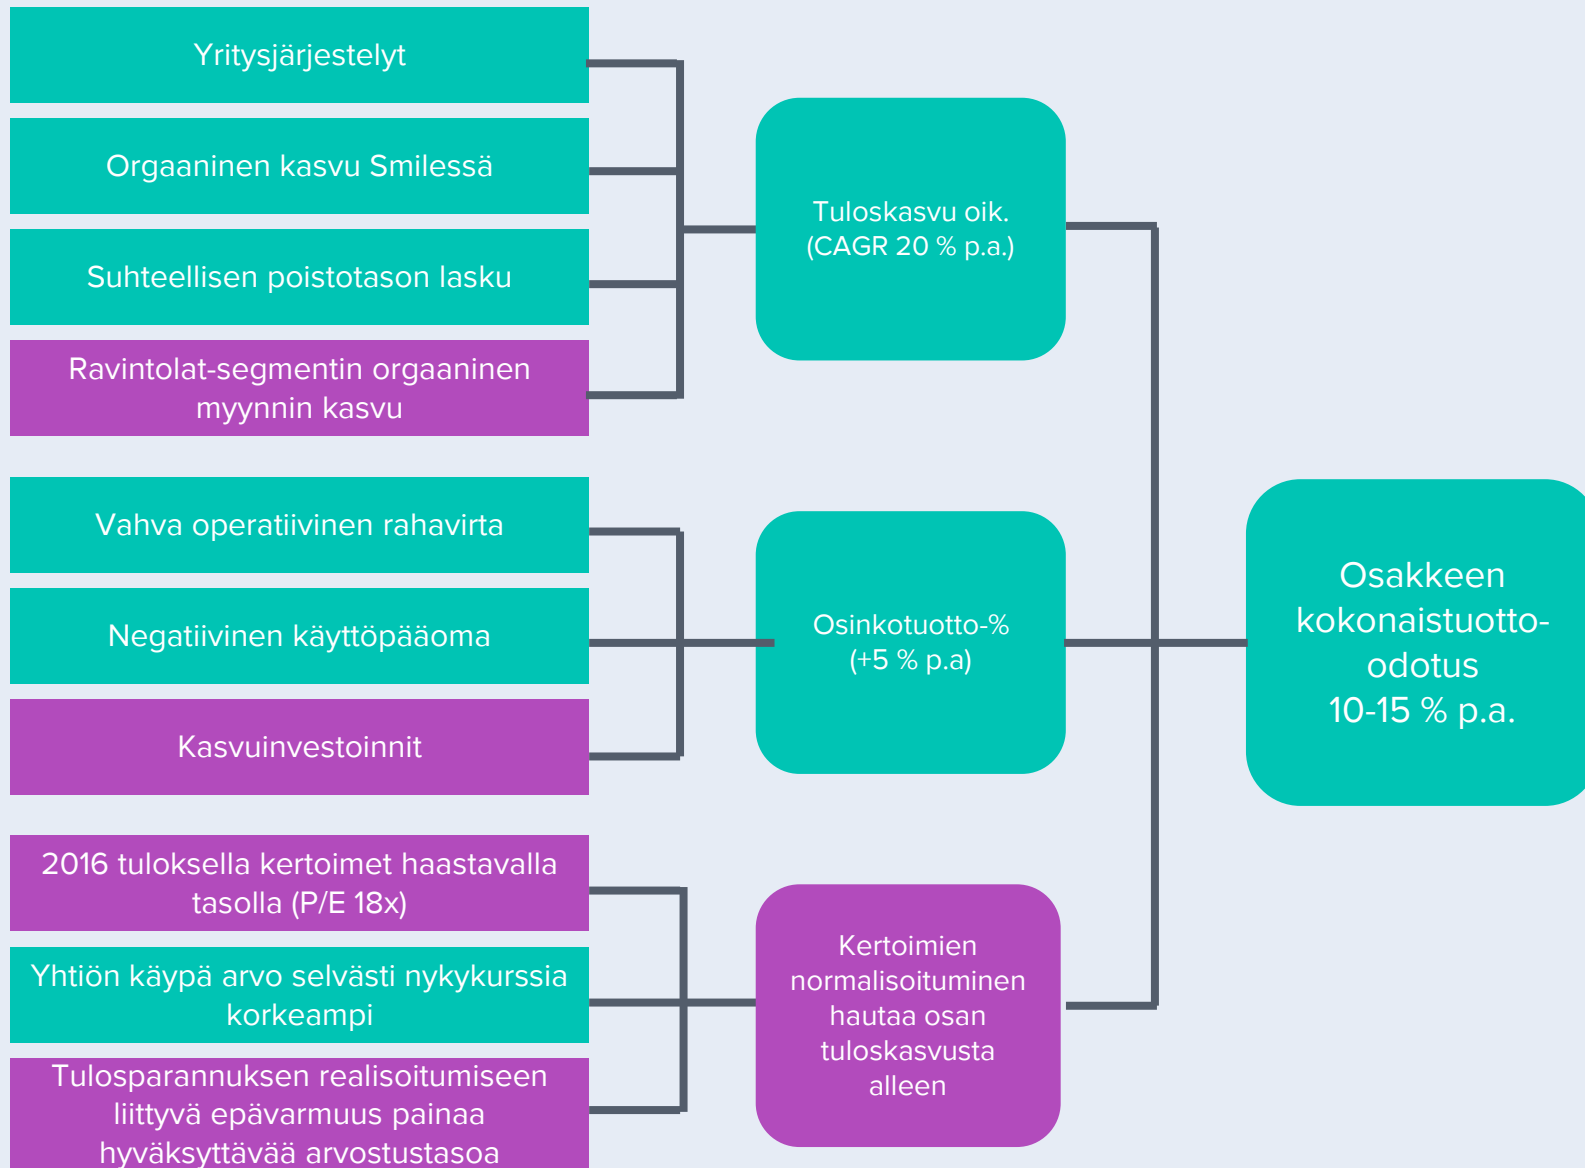 Yritysjärjestelyt
Orgaaninen kasvu Smilessä
Suhteellisen poistotason lasku
Ravintolat-segmentin orgaaninen
myynnin kasvu
Tuloskasvu oik.
(CAGR 20 % p.a.)
Vahva operatiivinen rahavirta
Negatiivinen käyttöpääoma
Kasvuinvestoinnit
Osinkotuotto-%
(+5 % p.a)
2016 tuloksella kertoimet haastavalla
tasolla (P/E 18x)
Yhtiön käypä arvo selvästi nykykurssia
korkeampi
Tulosparannuksen realisoitumiseen
liittyvä epävarmuus painaa
hyväksyttävää arvostustasoa
Kertoimien
normalisoituminen
hautaa osan
tuloskasvusta
alleen
Osakkeen
kokonaistuotto-
odotus
10-15 % p.a.